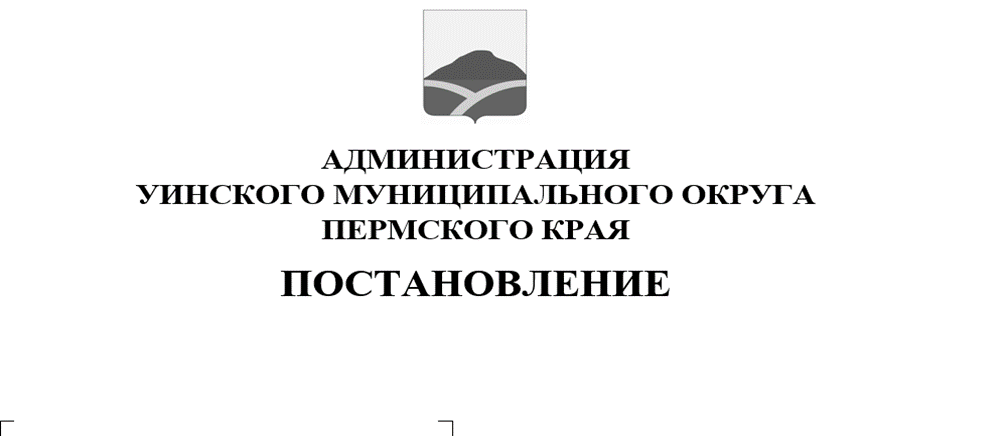 АДМИНИСТРАЦИЯ
УИНСКОГО МУНИЦИПАЛЬНОГО ОКРУГА
ПЕРМСКОГО КРАЯ
ПОСТАНОВЛЕНИЕ